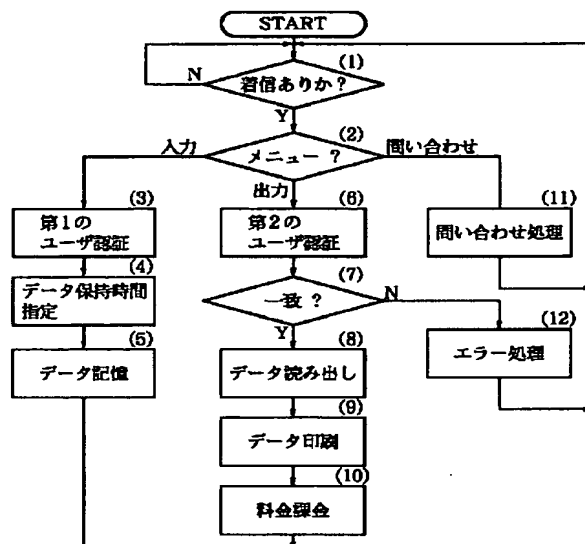 START
(1)
N
着信ありか？
Y
(2)
入力
メニュー ？
問い合わせ
出力
(3)
第1の
ユーザ認証
(6)
第2の
ユーザ認証
(11)
問い合わせ処理
(4)
データ保持時間
指定
(7)
一致 ？
N
Y
(5)
データ記憶
(8)
データ読み出し
(12)
エラー処理
(9)
データ印刷
(10)
料金課金